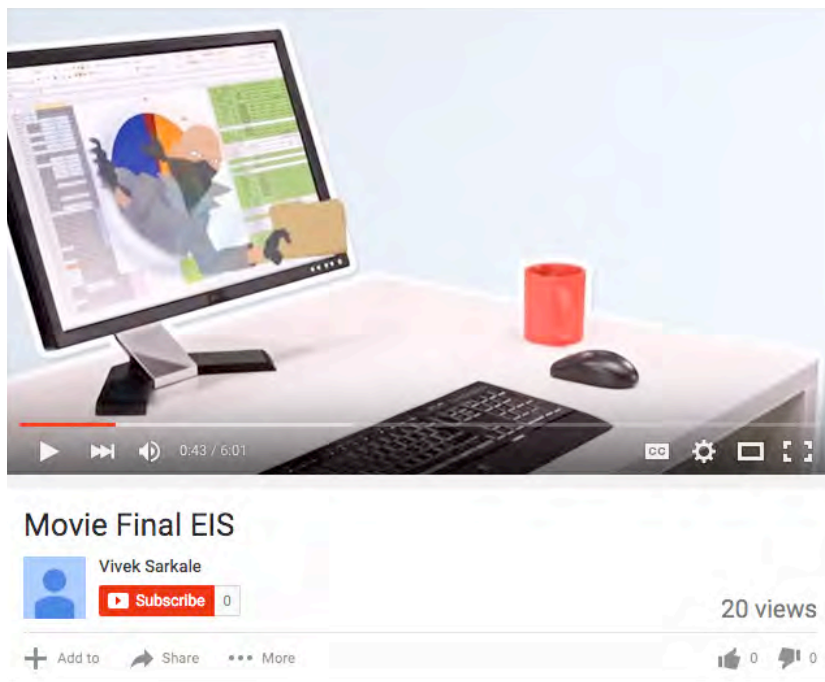 0:43 / 6:01
CC
Movie Final EIS
Vivek Sarkale
Subscribe 0
20 views
Add to Share More 0 0